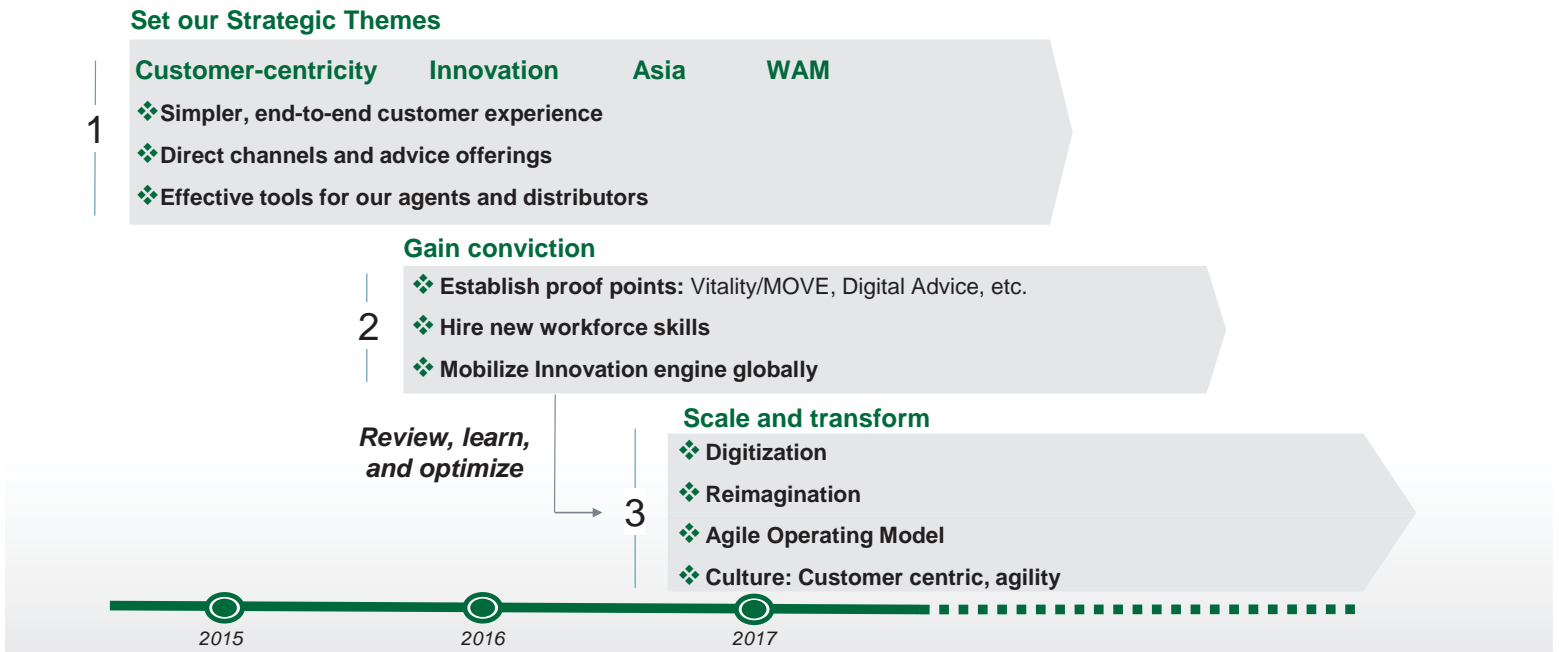 Set our Strategic Themes
Customer-centricity Innovation Asia WAM
1
❖Simpler, end-to-end customer experience
❖Direct channels and advice offerings
❖Effective tools for our agents and distributors
Gain conviction
2
❖ Establish proof points: Vitality/MOVE, Digital Advice, etc.
❖ Hire new workforce skills
❖ Mobilize Innovation engine globally
Review, learn,
and optimize
Scale and transform
3
❖ Digitization
❖ Reimagination
❖ Agile Operating Model
❖ Culture: Customer centric, agility
2015 2016 2017